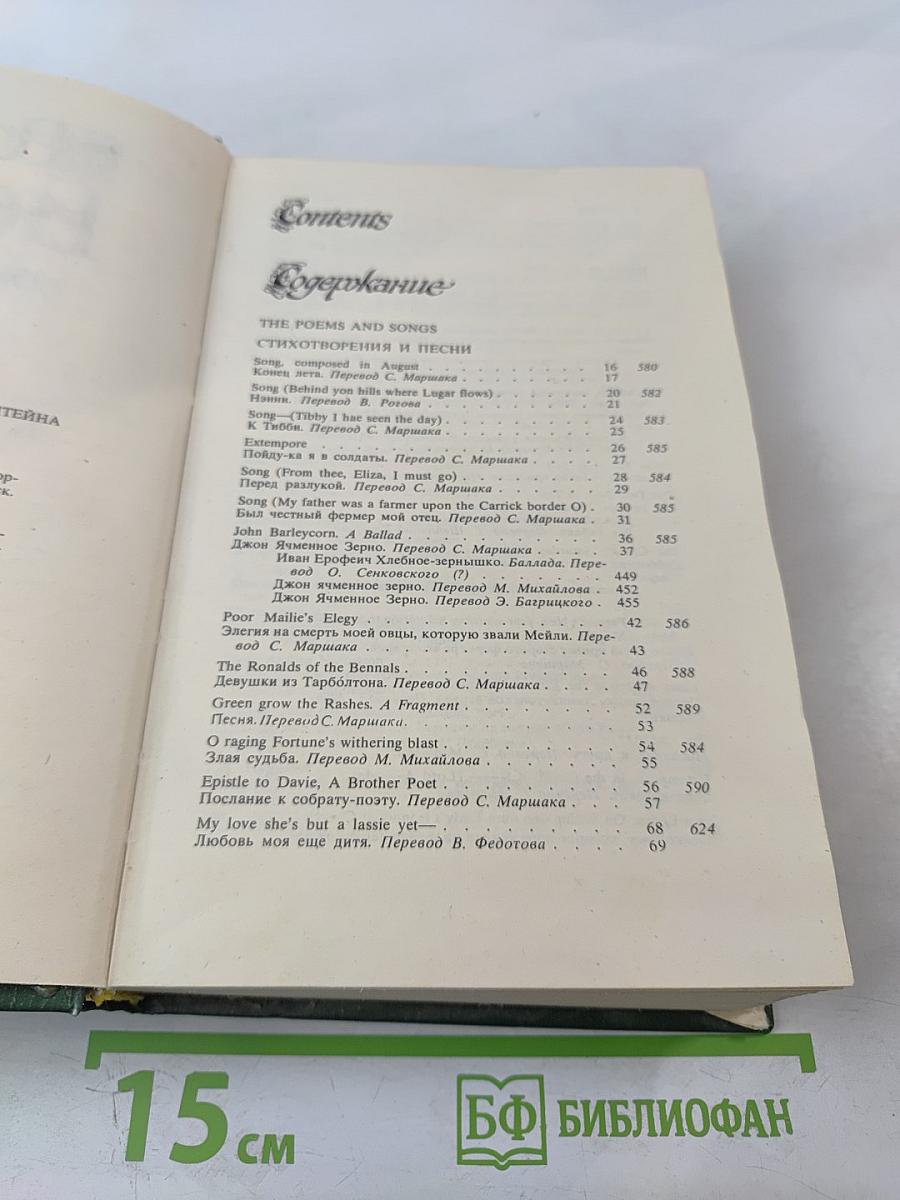 ТЕЙНА
Contents
Содержание
THE POEMS AND SONGS
СТИХОТВОРЕНИЯ И ПЕСНИ
Song, composed in August . . . . . . . . . . 16 580
Конец лета. Перевод С. Маршака . . . . . . . . 17
Song (Behind yon hills where Lugar flows) . . . . . 20 582
Нэнни. Перевод В. Рогова . . . . . . . . . . 21
Song—(Tibby I hae seen the day) . . . . . . . . . 24 583
К Тибби. Перевод С. Маршака . . . . . . . . . 25
Extempore . . . . . . . . . . . . . . . 26 585
Пойду-ка я в солдаты. Перевод С. Маршака . . . . 27
Song (From thee, Eliza, I must go) . . . . . . . . 28 584
Перед разлукой. Перевод С. Маршака . . . . . . 29
Song (My father was a farmer upon the Carrick border O) . 30 585
Был честный фермер мой отец. Перевод С. Маршака . 31
John Barleycorn. A Ballad . . . . . . . . . . . 36 585
Джон Ячменное Зерно. Перевод С. Маршака . . . . 37
Иван Ерофеич Хлебное-зернышко. Баллада. Пере-
вод О. Сенковского (?) . . . . . . . . 449
Джон ячменное зерно. Перевод М. Михайлова . 452
Джон Ячменное Зерно. Перевод Э. Багрицкого . 455
Poor Mailie's Elegy . . . . . . . . . . . . . 42 586
Элегия на смерть моей овцы, которую звали Мейли. Пере-
вод С. Маршака . . . . . . . . . . . . 43
The Ronalds of the Bennals . . . . . . . . . . . 46 588
Девушки из Тарбо́лтона. Перевод С. Маршака . . . . 47
Green grow the Rashes. A Fragment . . . . . . . . 52 589
Песня. Перевод С. Маршака . . . . . . . . . . 53
O raging Fortune's withering blast . . . . . . . . . 54 584
Злая судьба. Перевод М. Михайлова . . . . . . . 55
Epistle to Davie, A Brother Poet . . . . . . . . . 56 590
Послание к собрату-поэту. Перевод С. Маршака . . . . 57
My love she's but a lassie yet— . . . . . . . . . 68 624
Любовь моя еще дитя. Перевод В. Федотова . . . . 69
15 см
БФ БИБЛИОФАН